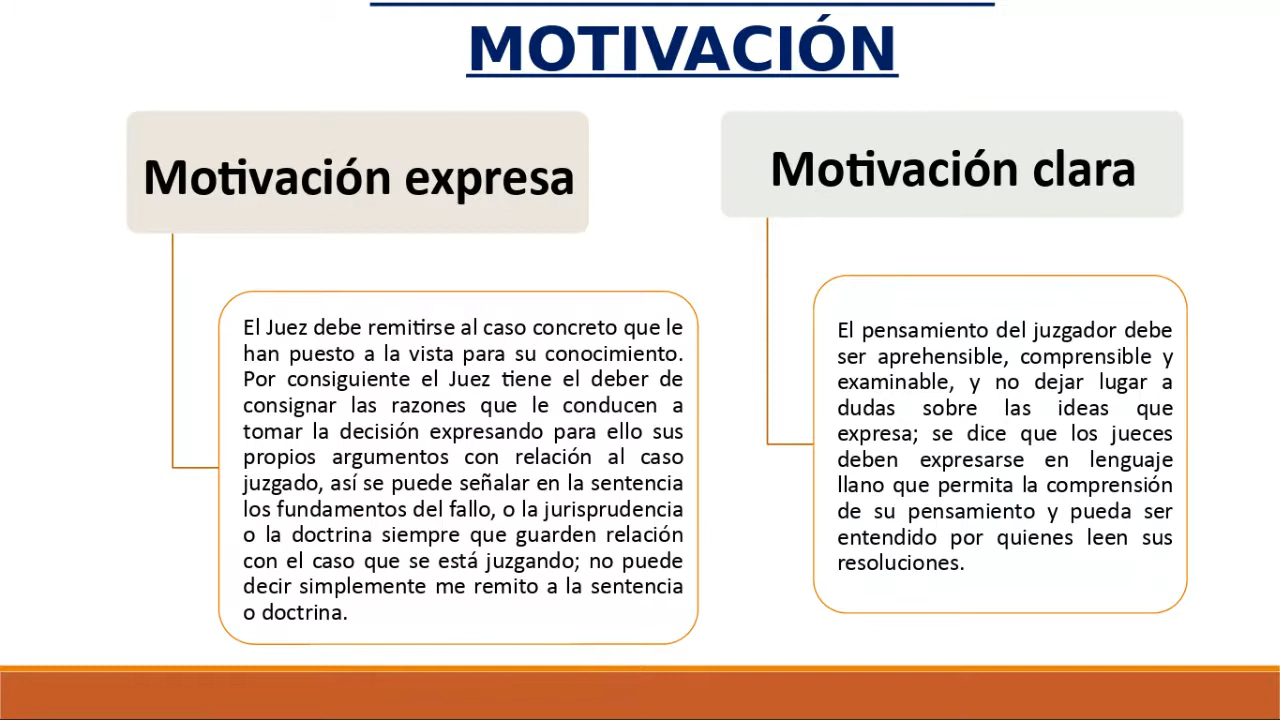 MOTIVACIÓN
Motivación expresa
El Juez debe remitirse al caso concreto que le
han puesto a la vista para su conocimiento.
Por consiguiente el Juez tiene el deber de
consignar las razones que le conducen a
tomar la decisión expresando para ello sus
propios argumentos con relación al caso
juzgado, así se puede señalar en la sentencia
los fundamentos del fallo, o la jurisprudencia
o la doctrina siempre que guarden relación
con el caso que se está juzgando; no puede
decir simplemente me remito a la sentencia
o doctrina.
Motivación clara
El pensamiento del juzgador debe
ser aprehensible, comprensible y
examinable, y no dejar lugar a
dudas sobre las ideas que
expresa; se dice que los jueces
deben expresarse en lenguaje
llano que permita la comprensión
de su pensamiento y pueda ser
entendido por quienes leen sus
resoluciones.